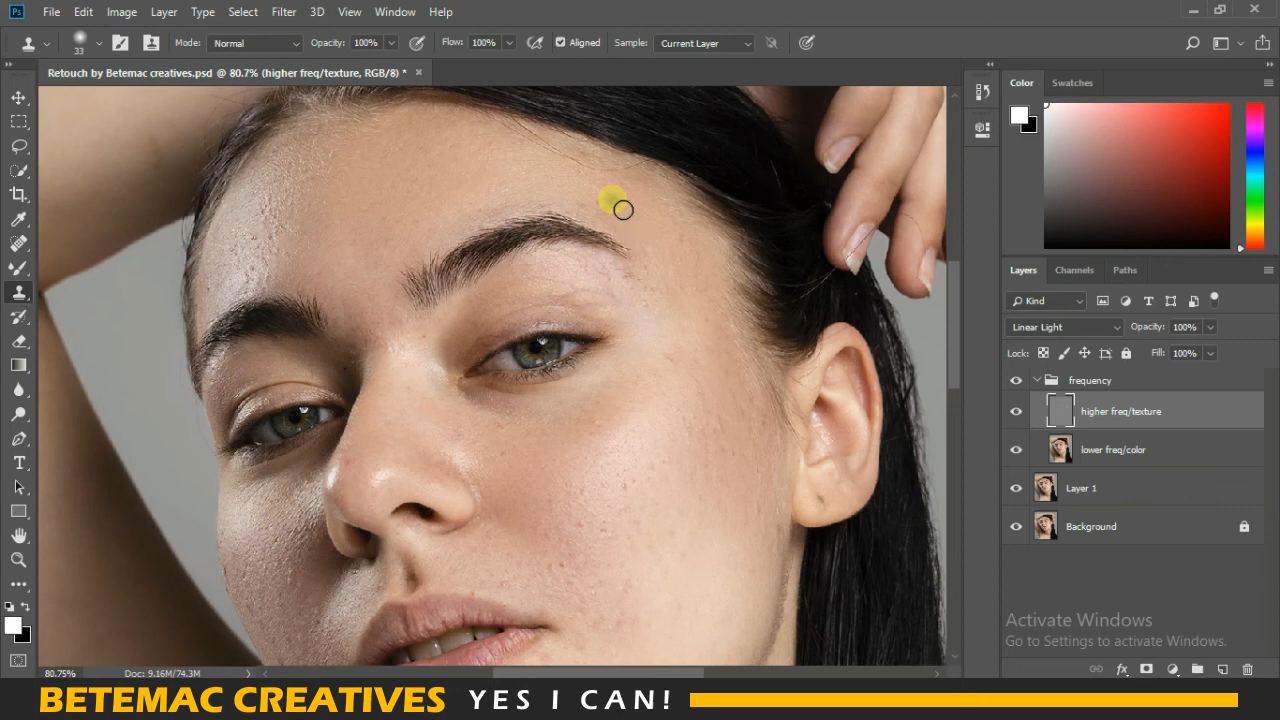 Ps File Edit Image Layer Type Select Filter 3D View Window Help
33 Mode: Normal Opacity: 100% Flow: 100% Aligned Sample: Current Layer
Retouch by Betemac creatives.psd @ 80.7% (higher freq/texture, RGB/8) *
Color Swatches
Layers Channels Paths
Kind
Linear Light Opacity: 100%
Lock: Fill: 100%
frequency
higher freq/texture
lower freq/color
Layer 1
Background
Activate Windows
Go to Settings to activate Windows.
80.75% Doc: 9.16M/74.3M
BETEMAC CREATIVES YES I CAN!